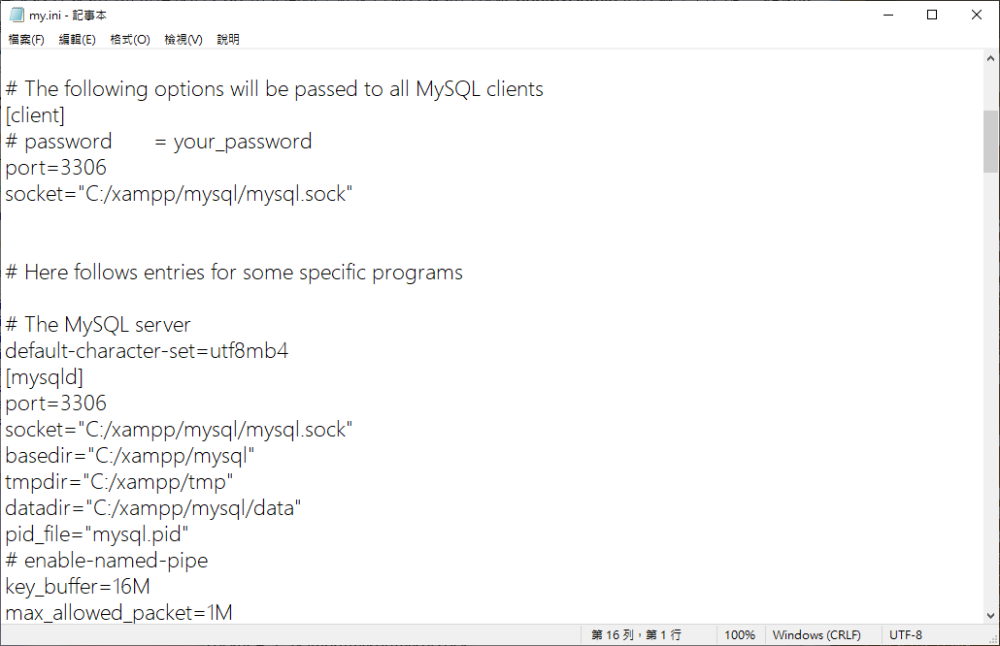 my.ini - 記事本
檔案(F) 編輯(E) 格式(O) 檢視(V) 說明
# The following options will be passed to all MySQL clients
[client]
# password       = your_password
port=3306
socket="C:/xampp/mysql/mysql.sock"
# Here follows entries for some specific programs
# The MySQL server
default-character-set=utf8mb4
[mysqld]
port=3306
socket="C:/xampp/mysql/mysql.sock"
basedir="C:/xampp/mysql"
tmpdir="C:/xampp/tmp"
datadir="C:/xampp/mysql/data"
pid_file="mysql.pid"
# enable-named-pipe
key_buffer=16M
max_allowed_packet=1M
第 16 列，第 1 行 100% Windows (CRLF) UTF-8